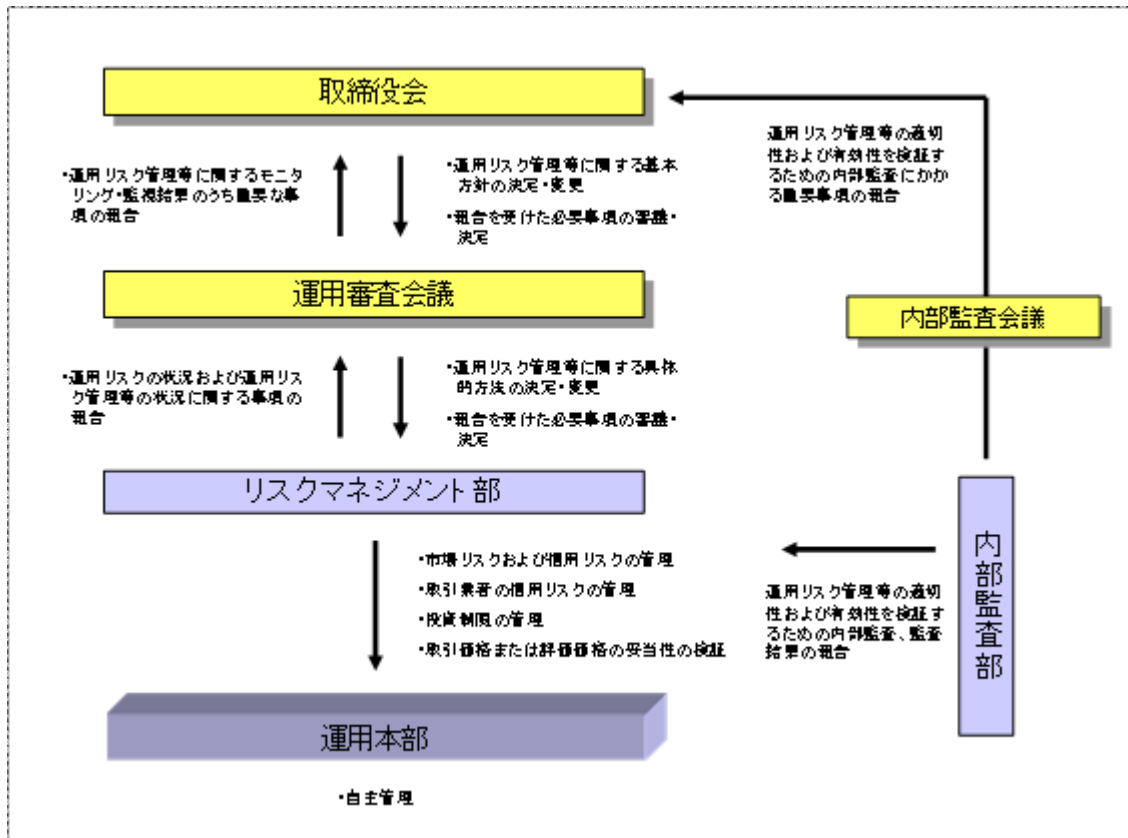 取締役会
・運用リスク管理等に関するモニタ
リング・監視結果のうち重要な事
項の報告
・運用リスク管理等に関する基本
方針の決定・変更
・報告を受けた必要事項の審議・
決定
運用リスク管理等の適切
性および有効性を検証す
るための内部監査にかか
る重要事項の報告
運用審査会議
内部監査会議
・運用リスクの状況および運用リス
ク管理等の状況に関する事項の
報告
・運用リスク管理等に関する具体
的方法の決定・変更
・報告を受けた必要事項の審議・
決定
リスクマネジメント部
内部監査部
・市場リスクおよび信用リスクの管理
・取引業者の信用リスクの管理
・投資制限の管理
・取引価格または評価価格の妥当性の検証
運用リスク管理等の適切
性および有効性を検証す
るための内部監査、監査
結果の報告
運用本部
・自主管理